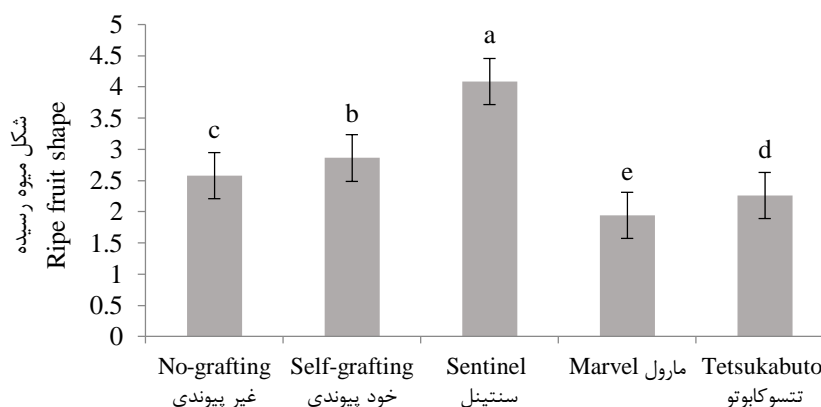 شکل میوه رسیده
Ripe fruit shape
5
4.5
4
3.5
3
2.5
2
1.5
1
0.5
0
c
b
a
e
d
No-grafting
غیر پیوندی
Self-grafting
خود پیوندی
Sentinel
سنتینل
Marvel مارول
Tetsukabuto
تتسوکابوتو